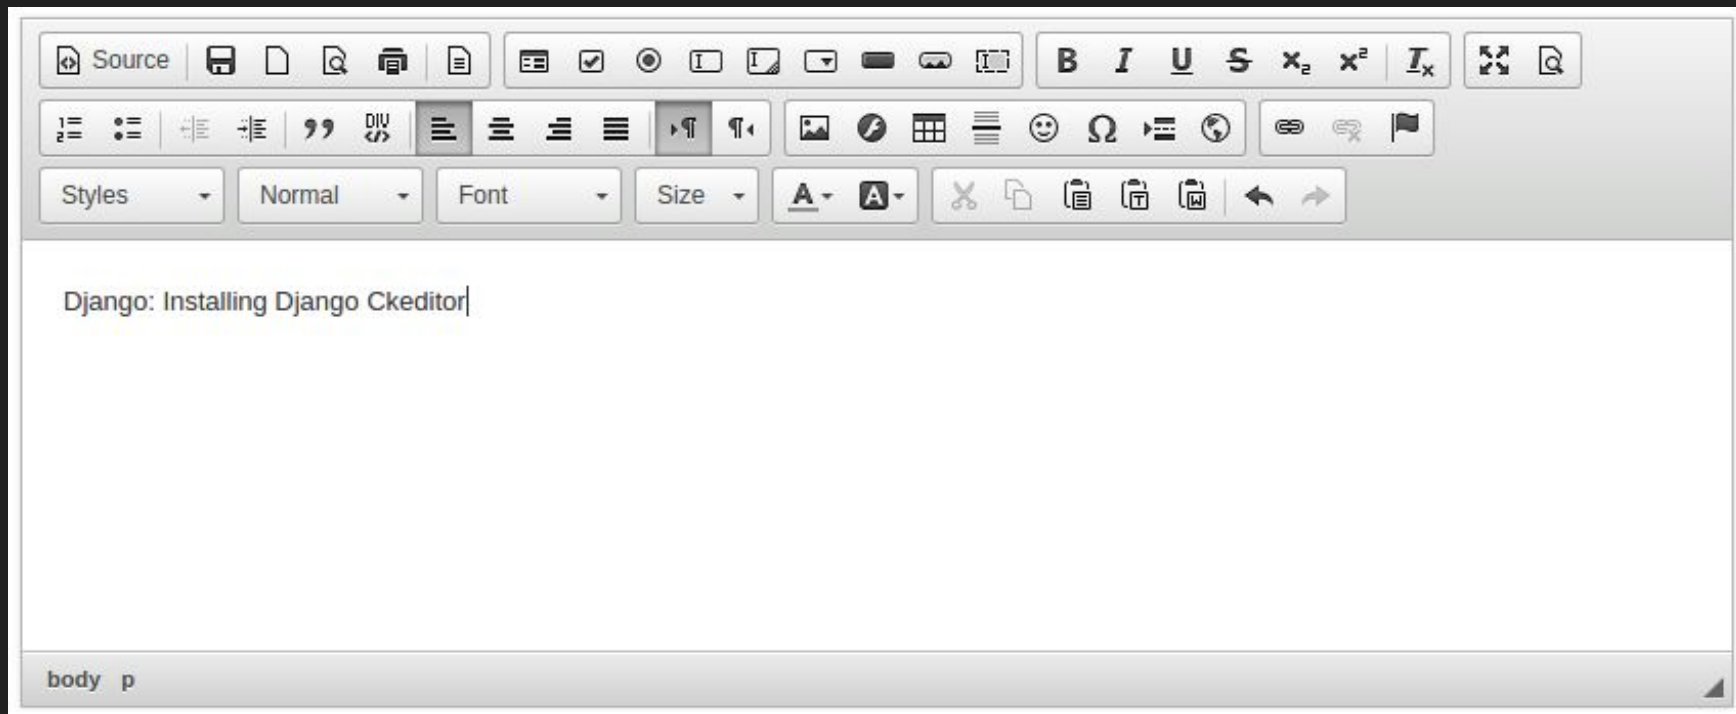 Source
Styles Normal Font Size
Django: Installing Django Ckeditor
body p